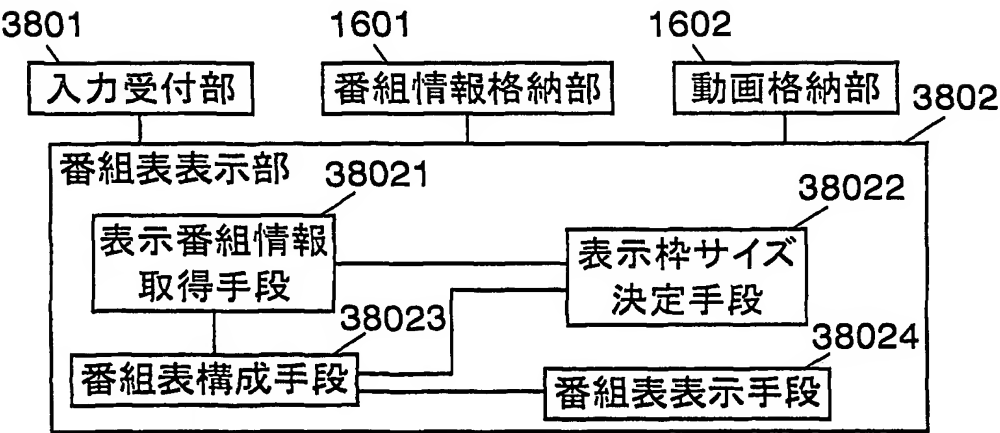 3801
1601
1602
入力受付部
番組情報格納部
動画格納部
3802
番組表表示部
38021
38022
表示番組情報
取得手段
表示枠サイズ
決定手段
38023
38024
番組表構成手段
番組表表示手段